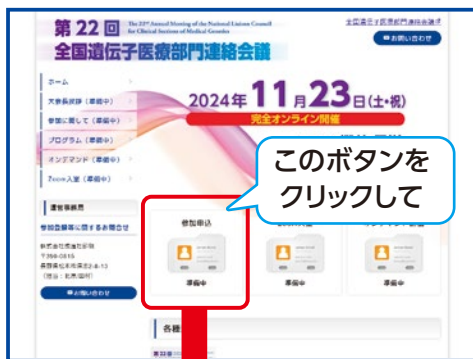 第22回
The 22nd Annual Meeting of the National Liaison Council
for Clinical Sections of Medical Genetics
全国遺伝子医療部門連絡会議
全国遺伝子医療部門連絡会議
お問い合わせ
ホーム
大会長挨拶（準備中）
参加に関して（準備中）
プログラム（準備中）
オンデマンド（準備中）
Zoom入室（準備中）
2024年11月23日(土・祝)
完全オンライン開催
このボタンを
クリックして
運営事務局
参加登録等に関するお問合せ
〒390-0815
お問い合わせ
参加申込
準備中
準備中
準備中
各種
第22回